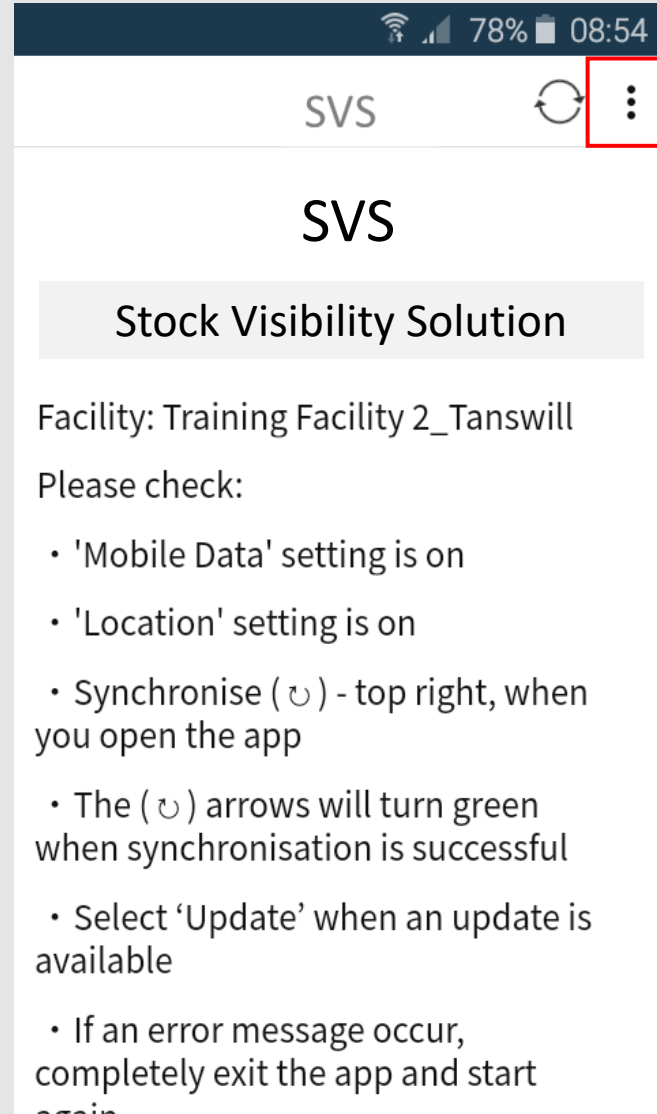 78% 08:54
SVS
SVS
Stock Visibility Solution
Facility: Training Facility 2_Tanswill
Please check:
• 'Mobile Data' setting is on
• 'Location' setting is on
• Synchronise ( ↻ ) - top right, when
you open the app
• The ( ↻ ) arrows will turn green
when synchronisation is successful
• Select ‘Update’ when an update is
available
• If an error message occur,
completely exit the app and start
again